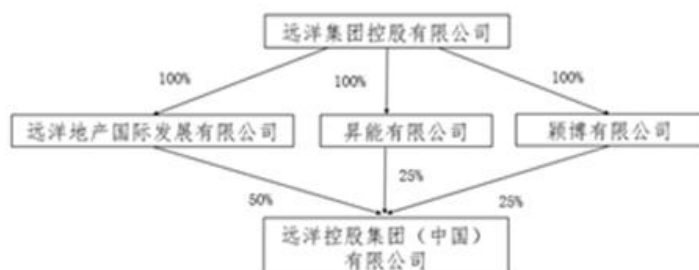 远洋集团控股有限公司
100%
100%
100%
远洋地产国际发展有限公司
昇能有限公司
颖博有限公司
50%
25%
25%
远洋控股集团（中国）
有限公司